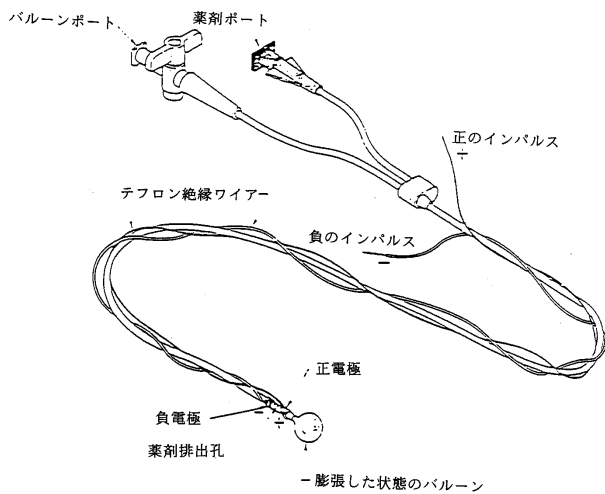 バルーンポート
薬剤ポート
正のインパルス
+
テフロン絶縁ワイアー
負のインパルス
−
正電極
負電極
−
+
薬剤排出孔
膨張した状態のバルーン